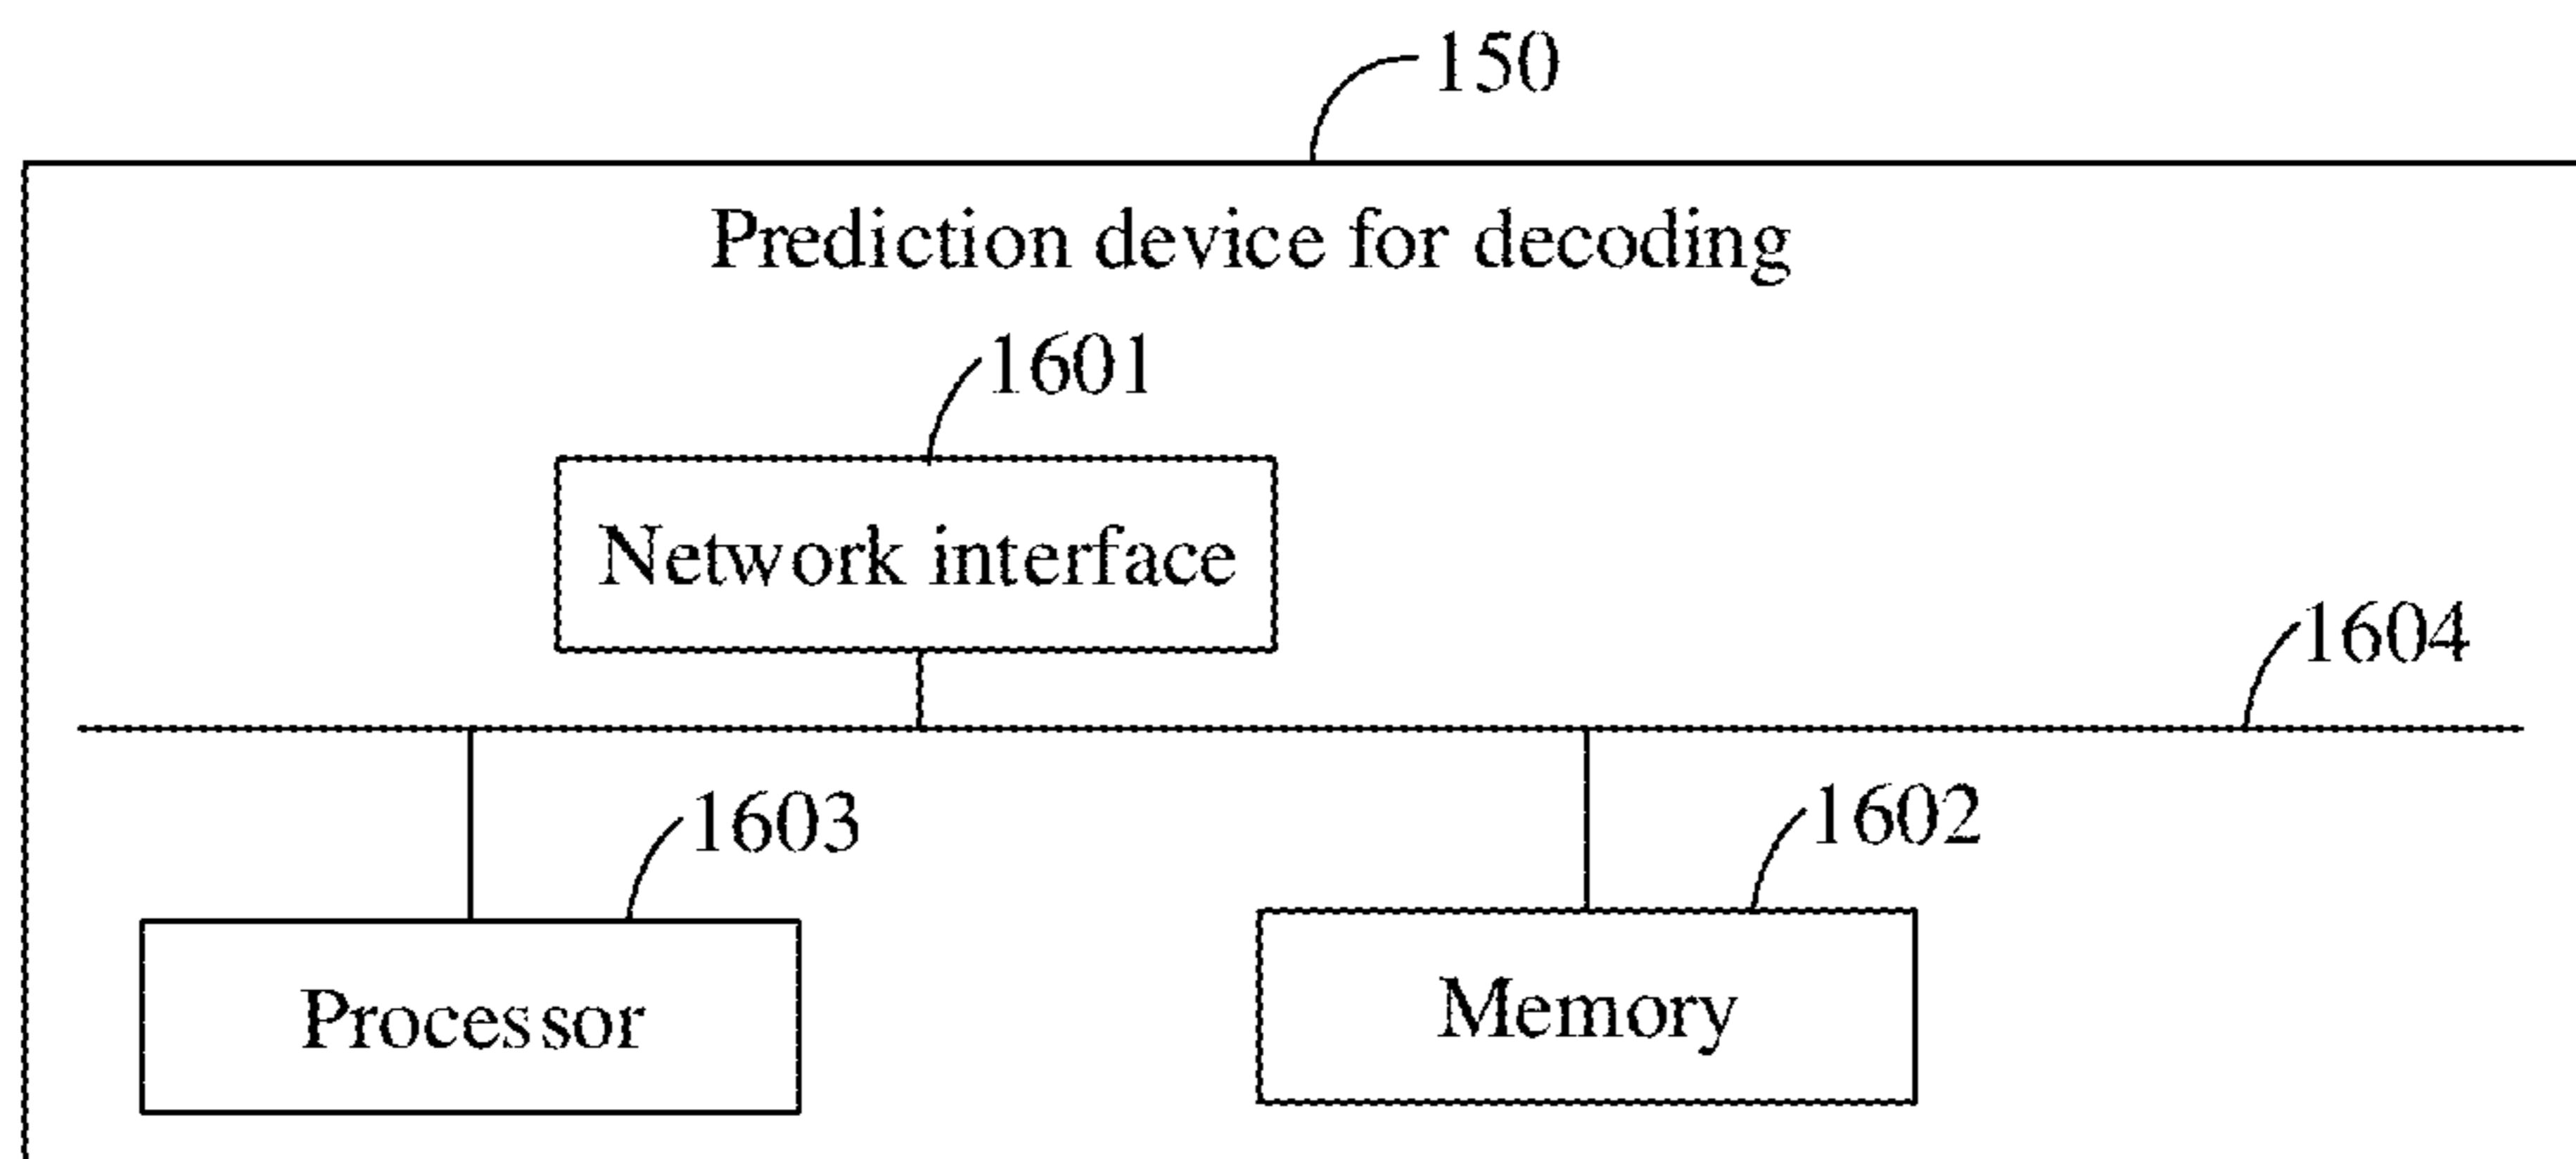 150
Prediction device for decoding
1601
Network interface
1604
1603
1602
Processor
Memory